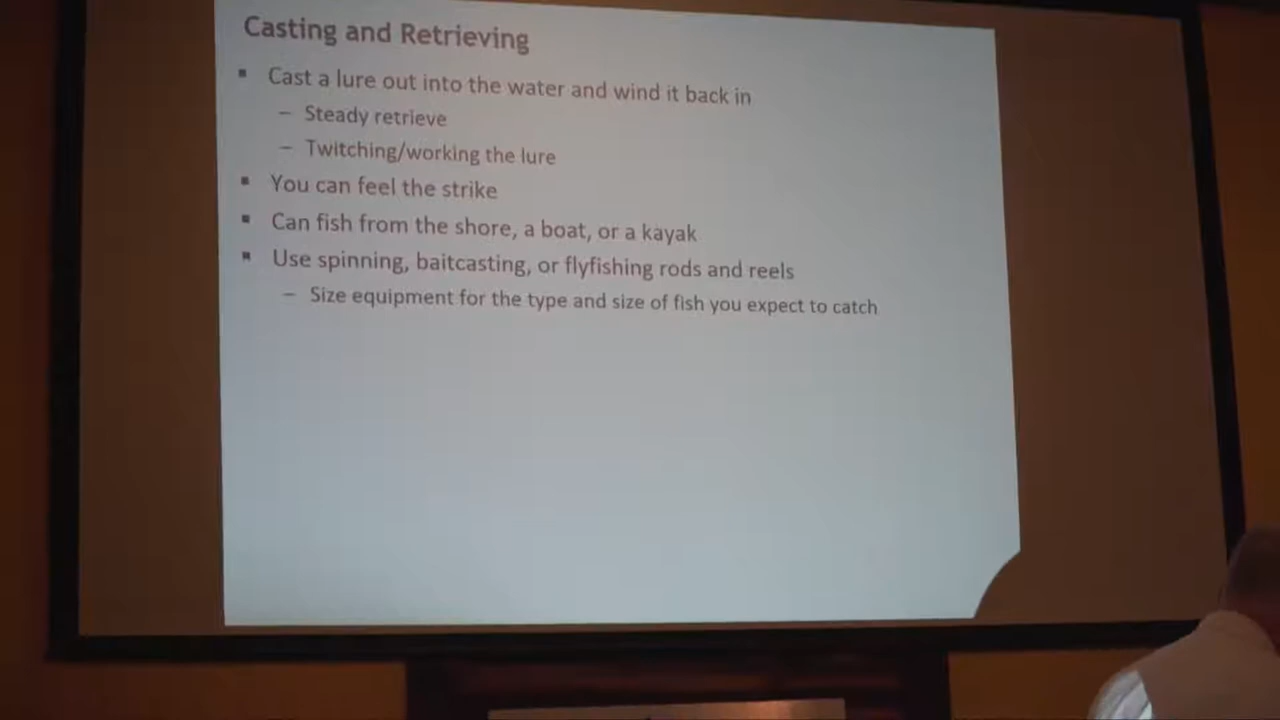 Casting and Retrieving
▪ Cast a lure out into the water and wind it back in
– Steady retrieve
– Twitching/working the lure
▪ You can feel the strike
▪ Can fish from the shore, a boat, or a kayak
▪ Use spinning, baitcasting, or flyfishing rods and reels
– Size equipment for the type and size of fish you expect to catch